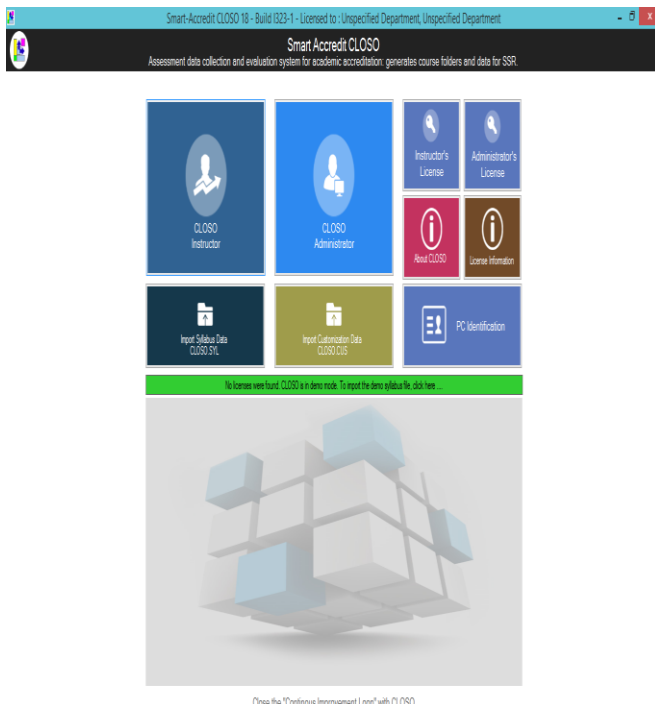 Smart-Accredit CLOSO 18 - Build I323-1 - Licensed to : Unspecified Department, Unspecified Department
Smart Accredit CLOSO
Assessment data collection and evaluation system for academic accreditation: generates course folders and data for SSR.
CLOSO
Instructor
CLOSO
Administrator
Instructor's
License
Administrator's
License
About CLOSO
License Information
Import Syllabus Data
CLOSO.SYL
Import Customization Data
CLOSO.CUS
PC Identification
No licenses were found. CLOSO is in demo mode. To import the demo syllabus file, click here ....
Close the "Continous Improvement Loop" with CLOSO